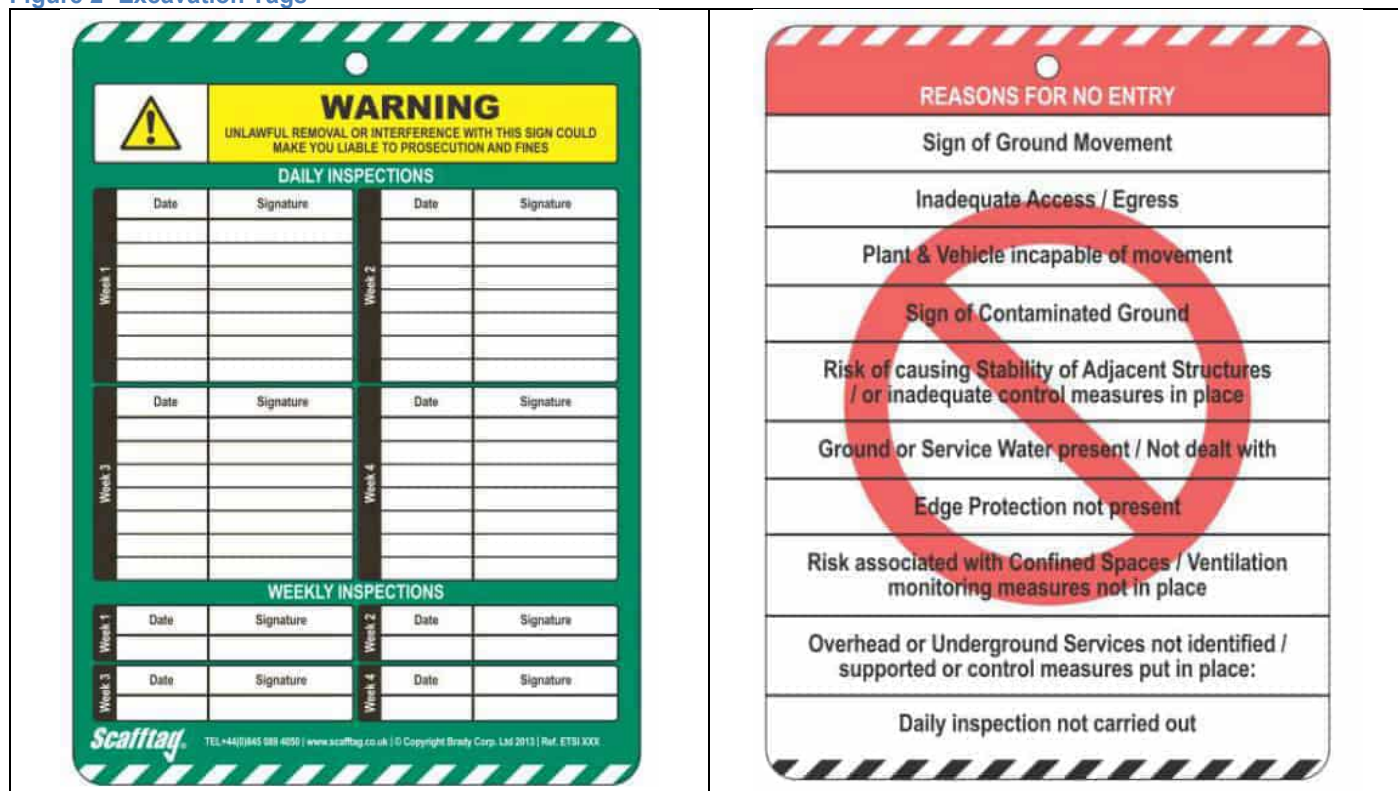 Figure 2- Excavation Tags
WARNING
UNLAWFUL REMOVAL OR INTERFERENCE WITH THIS SIGN COULD
MAKE YOU LIABLE TO PROSECUTION AND FINES
DAILY INSPECTIONS
Week 1
Date Signature
Week 2
Date Signature
Week 3
Date Signature
Week 4
Date Signature
WEEKLY INSPECTIONS
Week 1
Date Signature
Week 2
Date Signature
Week 3
Date Signature
Week 4
Date Signature
Scafftag.
TEL+44(0)845 089 4050 | www.scafftag.co.uk | © Copyright Brady Corp. Ltd 2013 | Ref. ETSI XXX
REASONS FOR NO ENTRY
Sign of Ground Movement
Inadequate Access / Egress
Plant & Vehicle incapable of movement
Sign of Contaminated Ground
Risk of causing Stability of Adjacent Structures
/ or inadequate control measures in place
Ground or Service Water present / Not dealt with
Edge Protection not present
Risk associated with Confined Spaces / Ventilation
monitoring measures not in place
Overhead or Underground Services not identified /
supported or control measures put in place:
Daily inspection not carried out